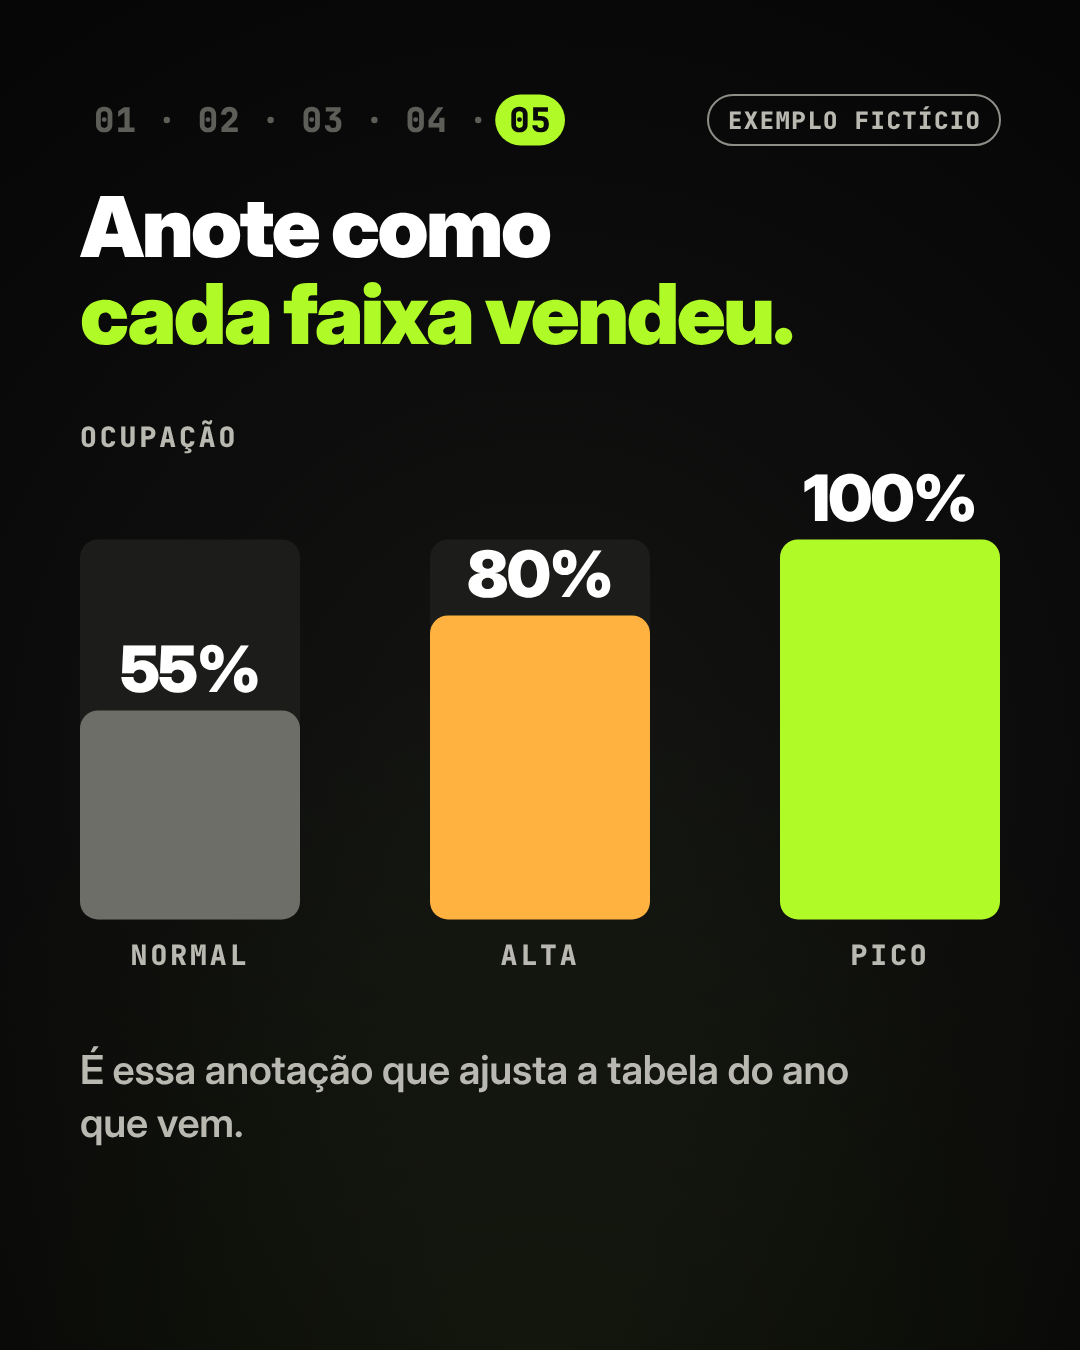 01 · 02 · 03 · 04 · 05
EXEMPLO FICTÍCIO
Anote como
cada faixa vendeu.
OCUPAÇÃO
55%
80%
100%
NORMAL
ALTA
PICO
É essa anotação que ajusta a tabela do ano
que vem.